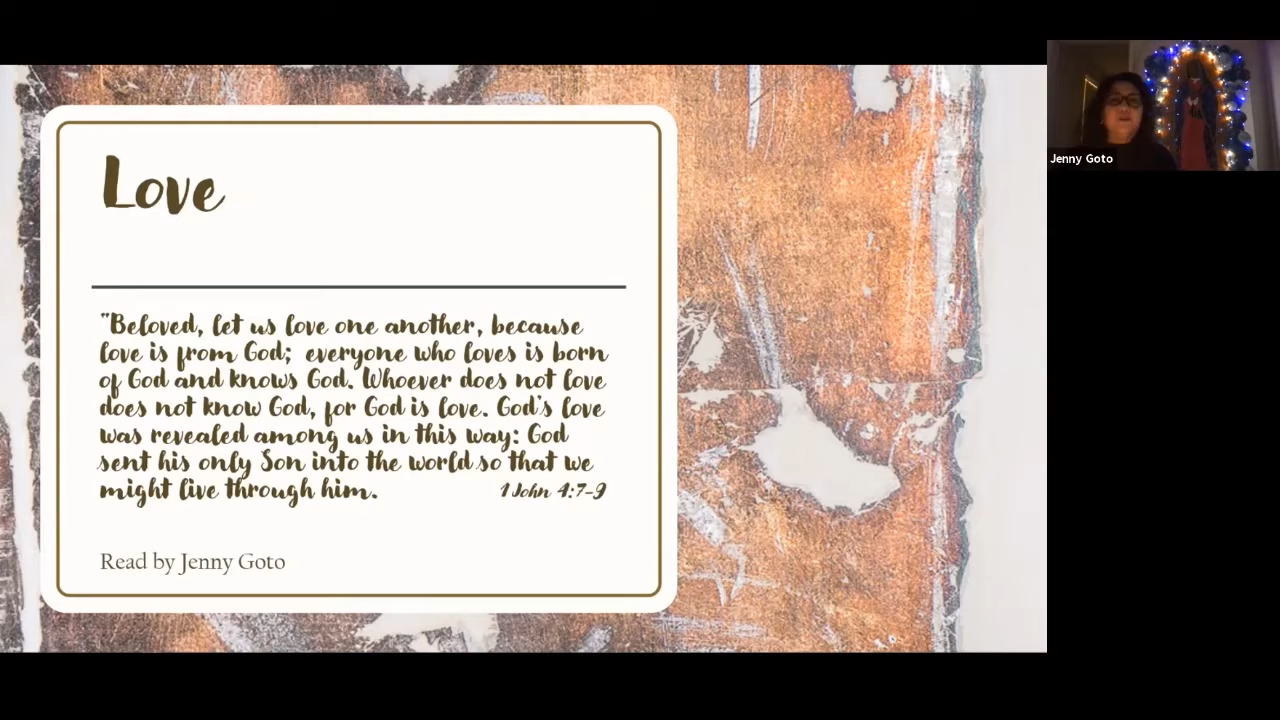 Love
"Beloved, let us love one another, because
love is from God; everyone who loves is born
of God and knows God. Whoever does not love
does not know God, for God is love. God's love
was revealed among us in this way: God
sent his only Son into the world so that we
might live through him. 1 John 4:7-9
Read by Jenny Goto
Jenny Goto